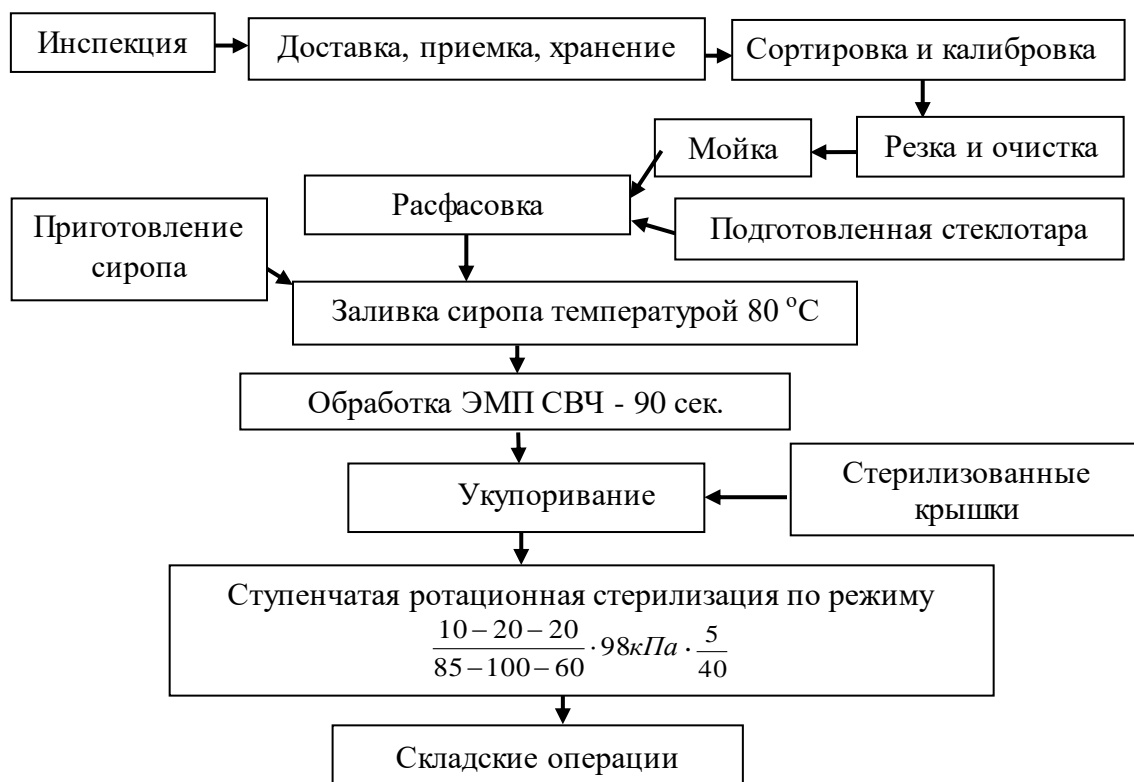 Инспекция
Доставка, приемка, хранение
Сортировка и калибровка
Мойка
Резка и очистка
Расфасовка
Приготовление
сиропа
Подготовленная стеклотара
Заливка сиропа температурой 80 °С
Обработка ЭМП СВЧ - 90 сек.
Укупоривание
Стерилизованные
крышки
Ступенчатая ротационная стерилизация по режиму
10 – 20 – 20 / 85 – 100 – 60 · 98кПа · 5 / 40
Складские операции